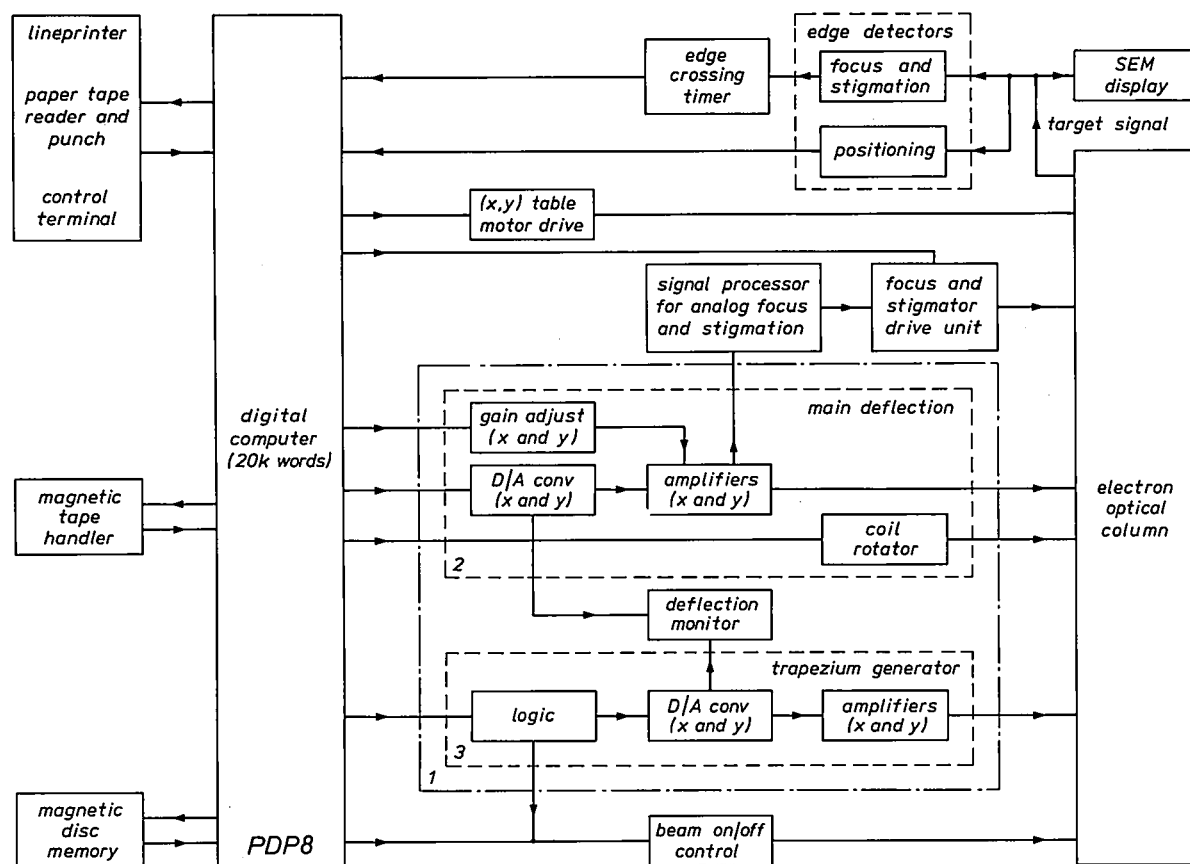 lineprinter
paper tape
reader and
punch
control
terminal
magnetic
tape
handler
magnetic
disc
memory
digital
computer
(20k words)
PDP8
edge
crossing
timer
edge detectors
focus and
stigmation
positioning
SEM
display
target signal
(x,y) table
motor drive
signal processor
for analog focus
and stigmation
focus and
stigmator
drive unit
main deflection
gain adjust
(x and y)
D/A conv
(x and y)
amplifiers
(x and y)
coil
rotator
2
deflection
monitor
trapezium generator
logic
D/A conv
(x and y)
amplifiers
(x and y)
3
1
beam on/off
control
electron
optical
column